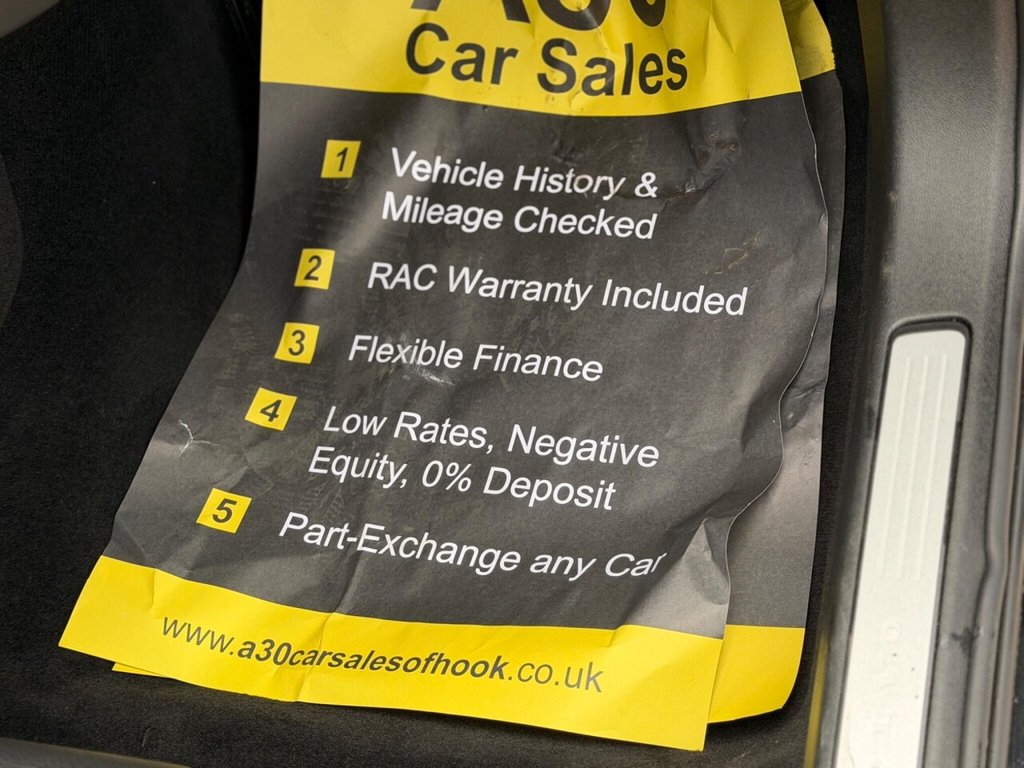 A30
Car Sales
1 Vehicle History &
Mileage Checked
2 RAC Warranty Included
3 Flexible Finance
4 Low Rates, Negative
Equity, 0% Deposit
5 Part-Exchange any Car
www.a30carsalesofhook.co.uk